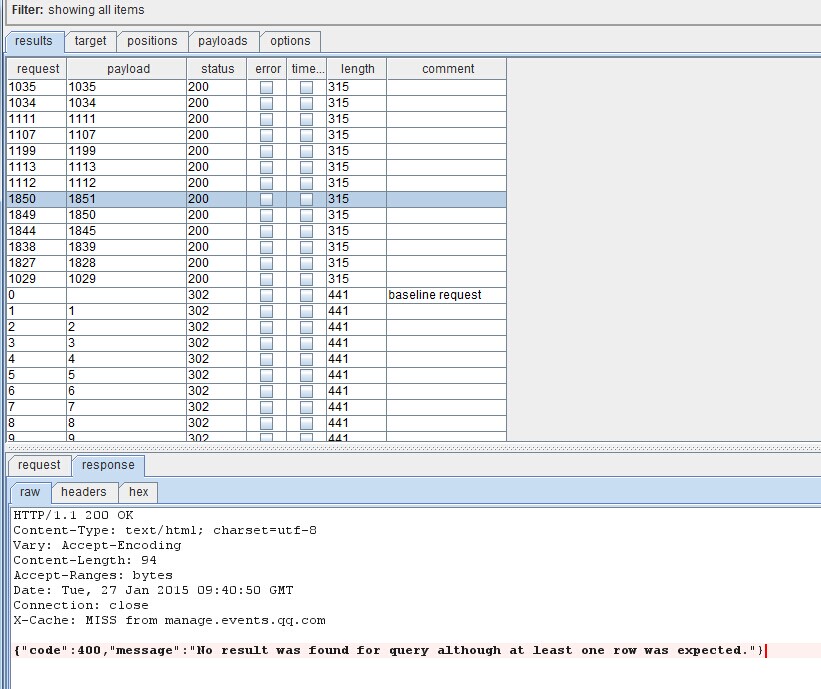 Filter: showing all items
results target positions payloads options
request payload status error time... length comment
1035 1035 200 315
1034 1034 200 315
1111 1111 200 315
1107 1107 200 315
1199 1199 200 315
1113 1113 200 315
1112 1112 200 315
1850 1851 200 315
1849 1850 200 315
1844 1845 200 315
1838 1839 200 315
1827 1828 200 315
1029 1029 200 315
0 302 441 baseline request
1 1 302 441
2 2 302 441
3 3 302 441
4 4 302 441
5 5 302 441
6 6 302 441
7 7 302 441
8 8 302 441
9 9 302 441
request response
raw headers hex
HTTP/1.1 200 OK
Content-Type: text/html; charset=utf-8
Vary: Accept-Encoding
Content-Length: 94
Accept-Ranges: bytes
Date: Tue, 27 Jan 2015 09:40:50 GMT
Connection: close
X-Cache: MISS from manage.events.qq.com
{"code":400,"message":"No result was found for query although at least one row was expected."}